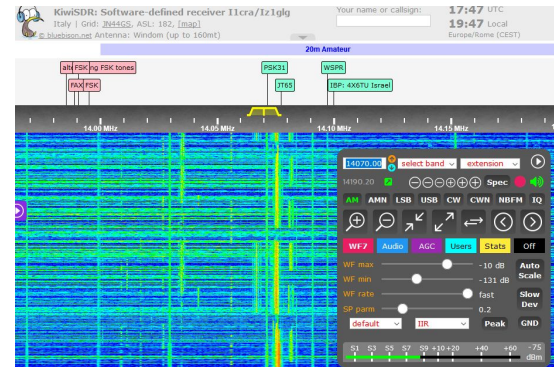 KiwiSDR: Software-defined receiver I1cra/Iz1glg
Italy | Grid: JN44GS, ASL: 182, [map]
© bluebison.net Antenna: Windom (up to 160mt)
Your name or callsign:
17:47 UTC
19:47 Local
Europe/Rome (CEST)
20m Amateur
alt FSK ng FSK tones
PSK31
WSPR
FAX FSK
JT65
IBP: 4X6TU Israel
14.00 MHz
14.05 MHz
14.10 MHz
14.15 MHz
14070.00 select band extension
14190.20 Spec
AM AMN LSB USB CW CWN NBFM IQ
WF7 Audio AGC Users Stats Off
WF max -10 dB Auto Scale
WF min -131 dB
WF rate fast Slow Dev
SP parm 0.2
default IIR Peak GND
S1 S3 S5 S7 S9 +10 +20 +40 +60 -75 dBm